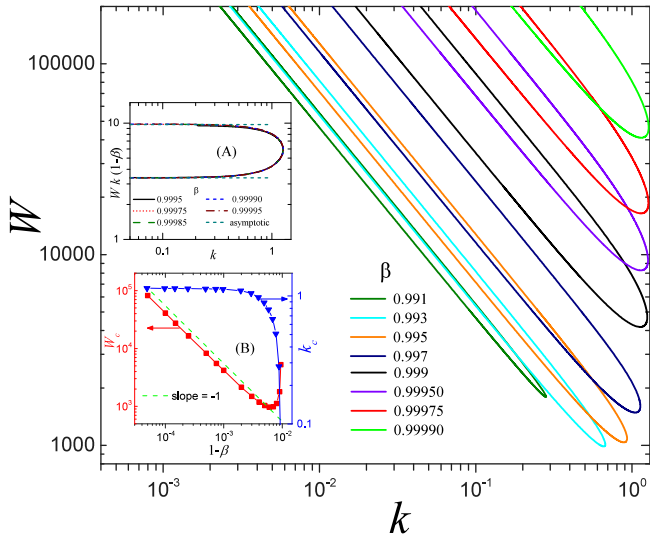 W
100000
10000
1000
10⁻³
10⁻²
10⁻¹
10⁰
k
β
0.991
0.993
0.995
0.997
0.999
0.99950
0.99975
0.99990
(A)
W k (1-β)
10
1
0.1
1
k
β
0.9995
0.99990
0.99975
0.99995
0.99985
asymptotic
(B)
W_c
10⁵
10⁴
10³
slope = -1
10⁻⁴
10⁻³
10⁻²
1-β
1
0.1
k_c